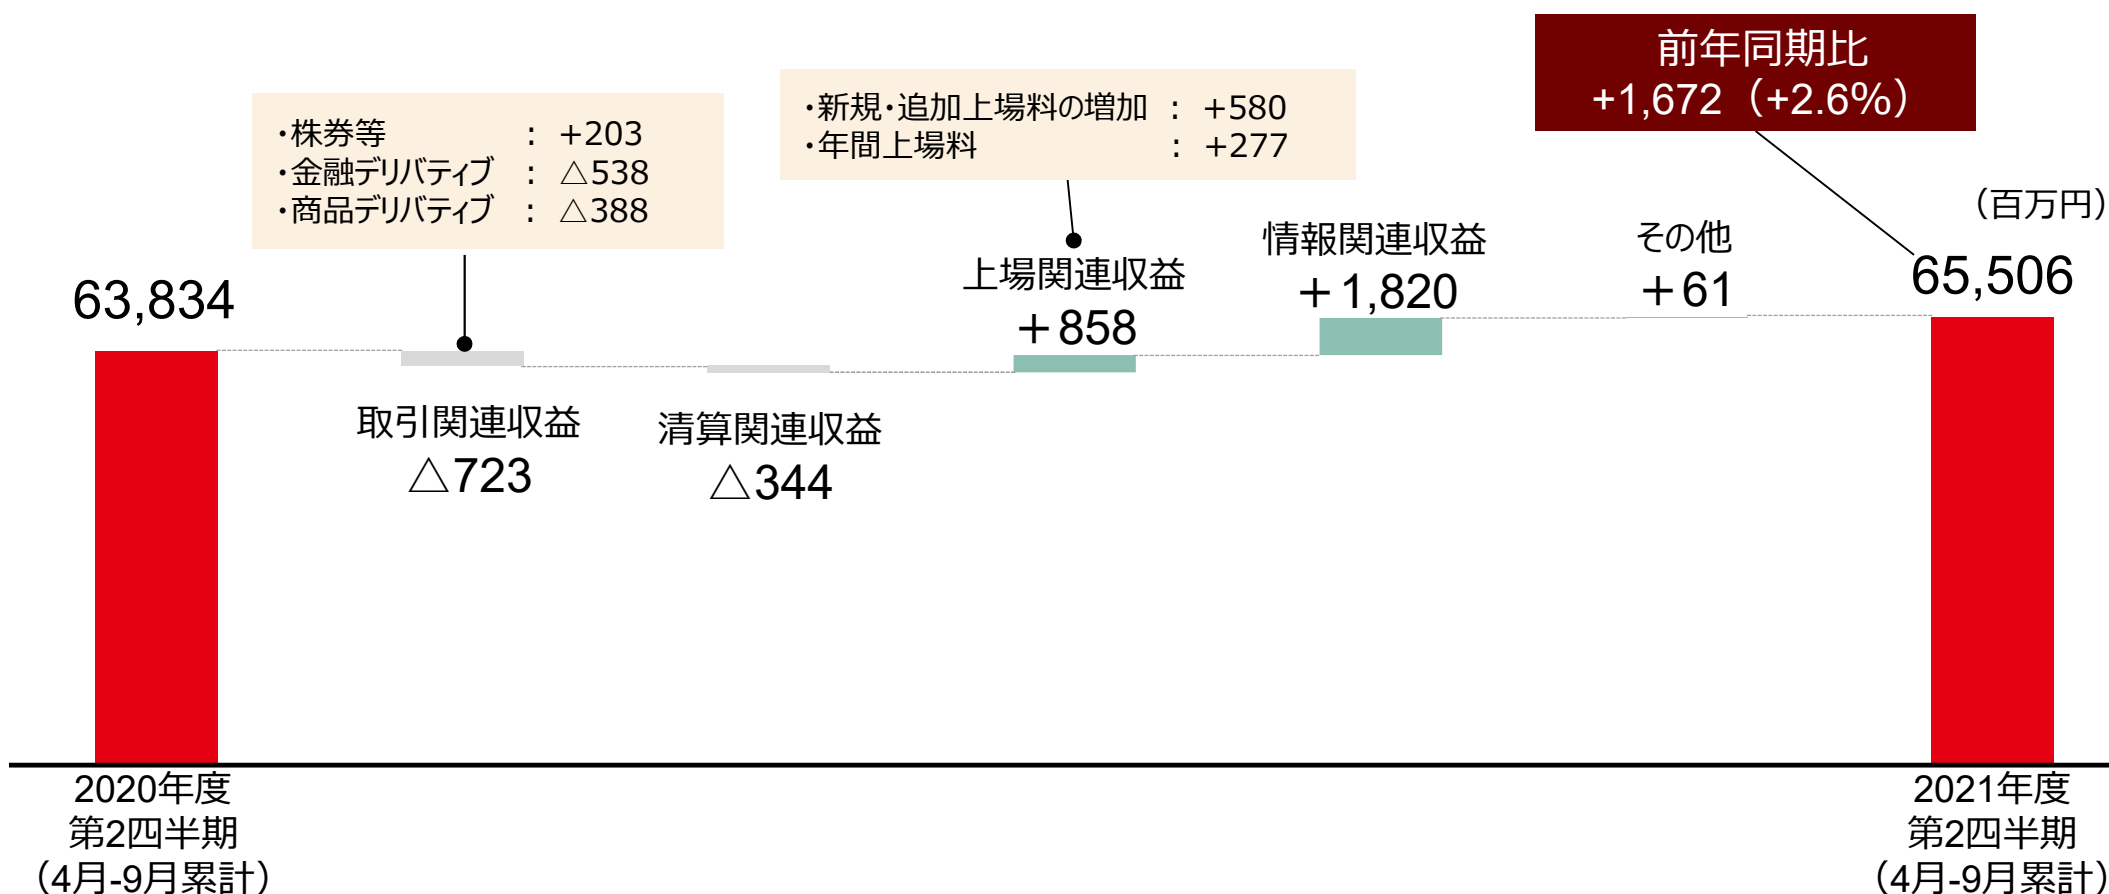 前年同期比
+1,672（+2.6%）
・株券等 : +203
・金融デリバティブ : △538
・商品デリバティブ : △388
・新規・追加上場料の増加 : +580
・年間上場料 : +277
（百万円）
63,834
取引関連収益
△723
清算関連収益
△344
上場関連収益
＋858
情報関連収益
＋1,820
その他
＋61
65,506
2020年度
第2四半期
（4月-9月累計）
2021年度
第2四半期
（4月-9月累計）